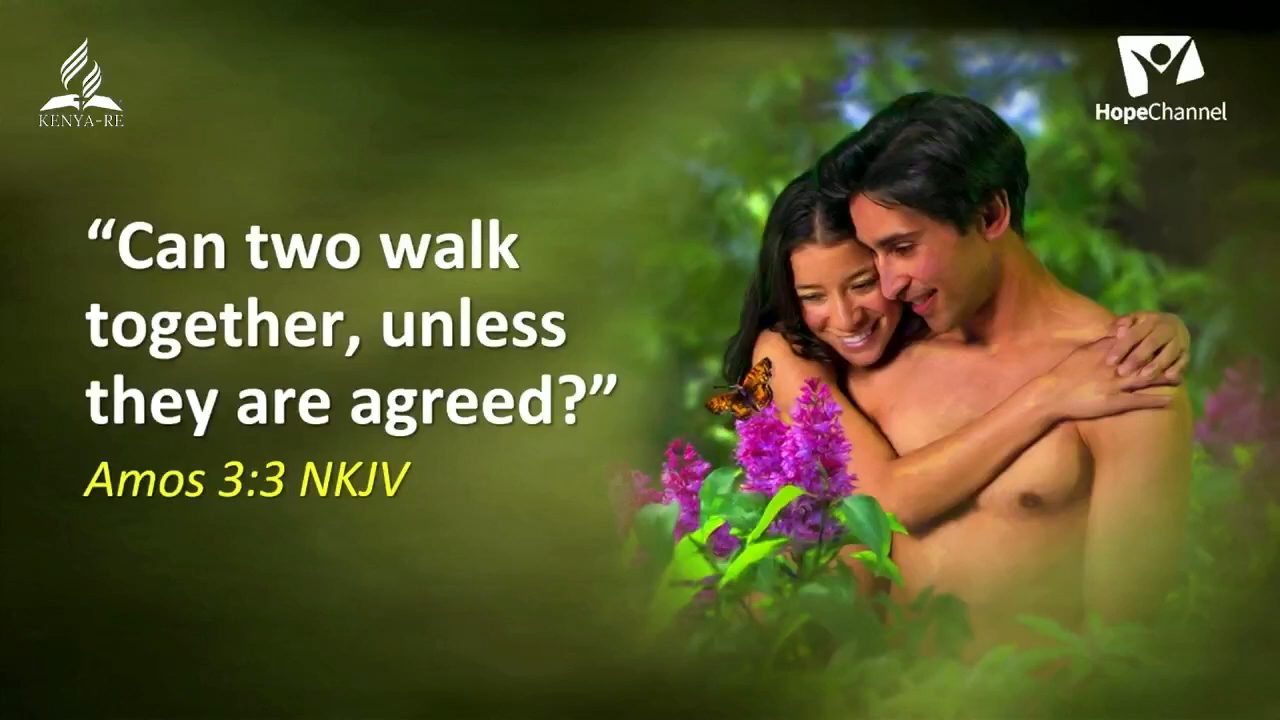 KENYA-RE
HopeChannel
“Can two walk
together, unless
they are agreed?”
Amos 3:3 NKJV